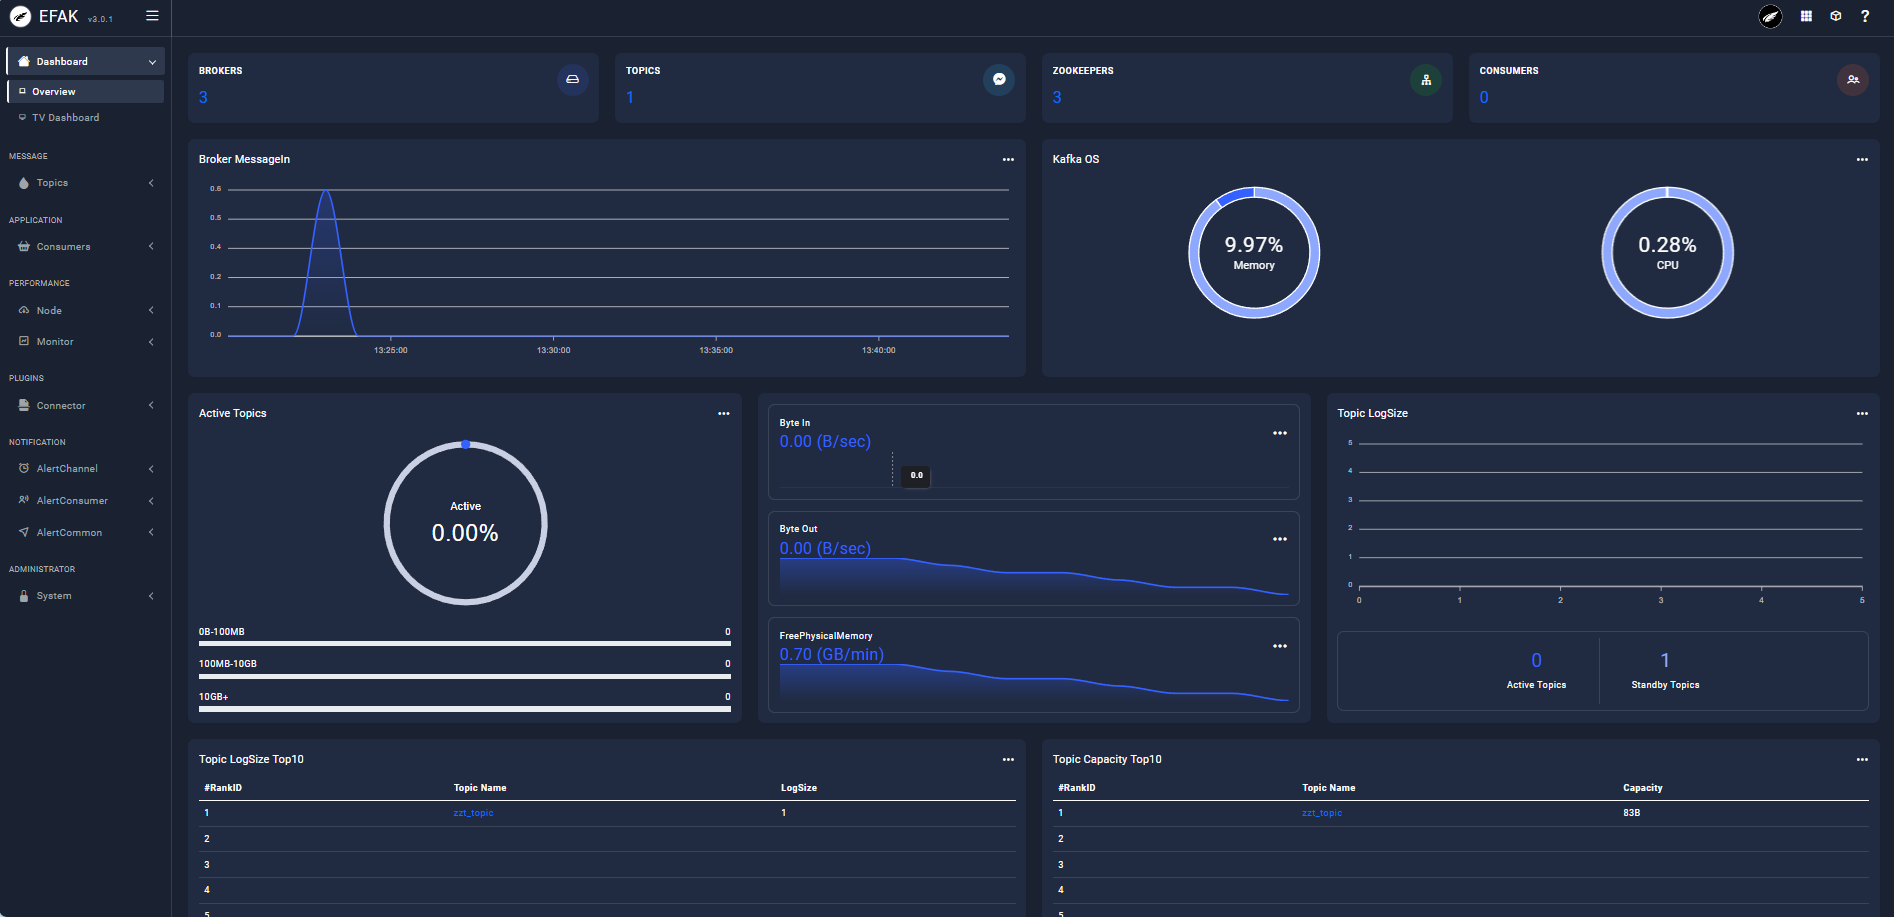 EFAK v3.0.1
?
Dashboard
Overview
TV Dashboard
MESSAGE
Topics
APPLICATION
Consumers
PERFORMANCE
Node
Monitor
PLUGINS
Connector
NOTIFICATION
AlertChannel
AlertConsumer
AlertCommon
ADMINISTRATOR
System
BROKERS
3
TOPICS
1
ZOOKEEPERS
3
CONSUMERS
0
Broker MessageIn
0.6
0.5
0.4
0.2
0.1
0.0
13:25:00 13:30:00 13:35:00 13:40:00
Kafka OS
9.97%
Memory
0.28%
CPU
Active Topics
Active
0.00%
0B-100MB 0
100MB-10GB 0
10GB+ 0
Byte In
0.00 (B/sec)
0.0
Byte Out
0.00 (B/sec)
FreePhysicalMemory
0.70 (GB/min)
Topic LogSize
5
4
3
2
1
0
0 1 2 3 4 5
0
Active Topics
1
Standby Topics
Topic LogSize Top10
#RankID Topic Name LogSize
1 zzt_topic 1
2
3
4
5
Topic Capacity Top10
#RankID Topic Name Capacity
1 zzt_topic 83B
2
3
4
5